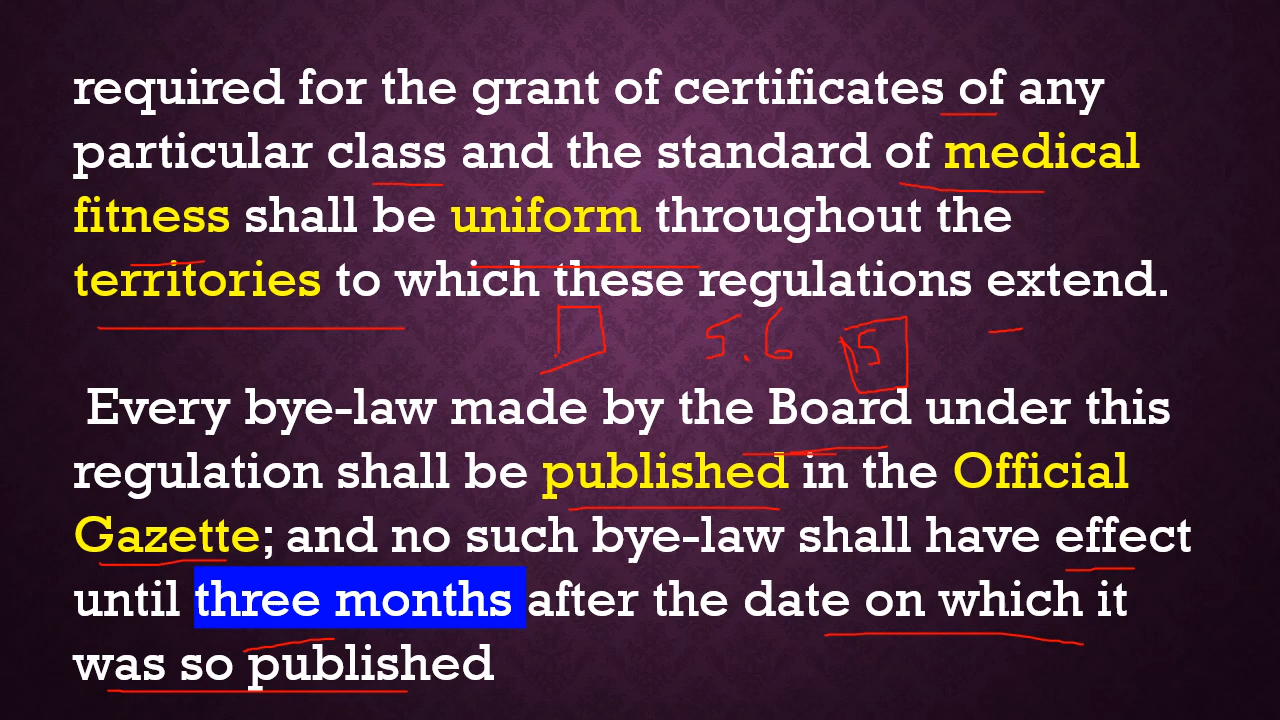 required for the grant of certificates of any
particular class and the standard of medical
fitness shall be uniform throughout the
territories to which these regulations extend.
5.6 5
Every bye-law made by the Board under this
regulation shall be published in the Official
Gazette; and no such bye-law shall have effect
until three months after the date on which it
was so published